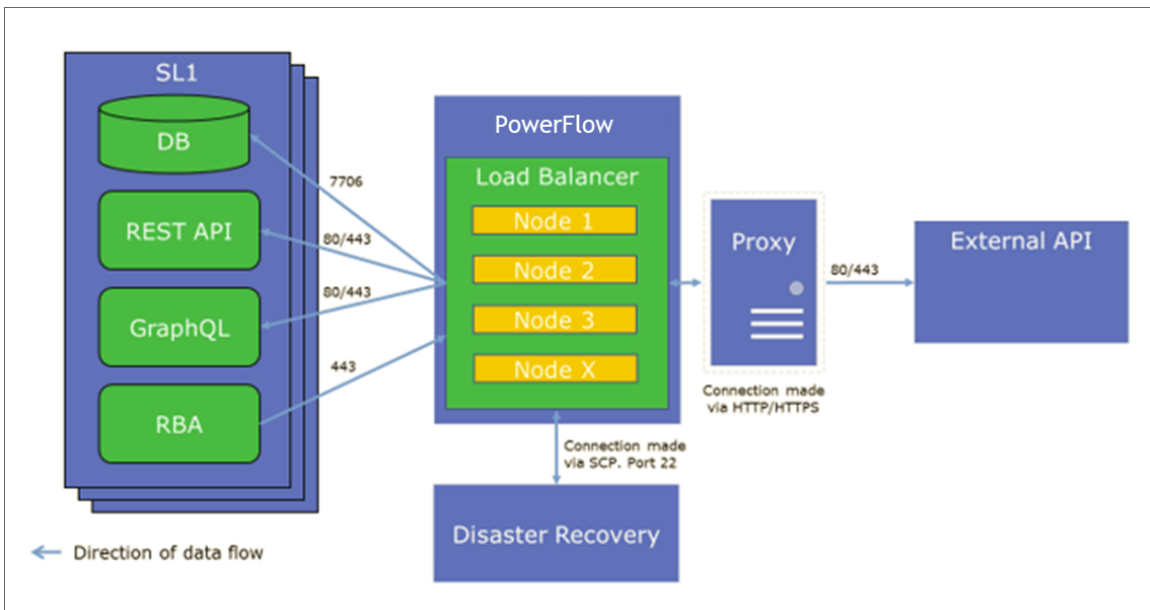 SL1
DB
REST API
GraphQL
RBA
7706
80/443
80/443
443
PowerFlow
Load Balancer
Node 1
Node 2
Node 3
Node X
Proxy
Connection made
via HTTP/HTTPS
80/443
External API
Connection made
via SCP. Port 22
Disaster Recovery
Direction of data flow